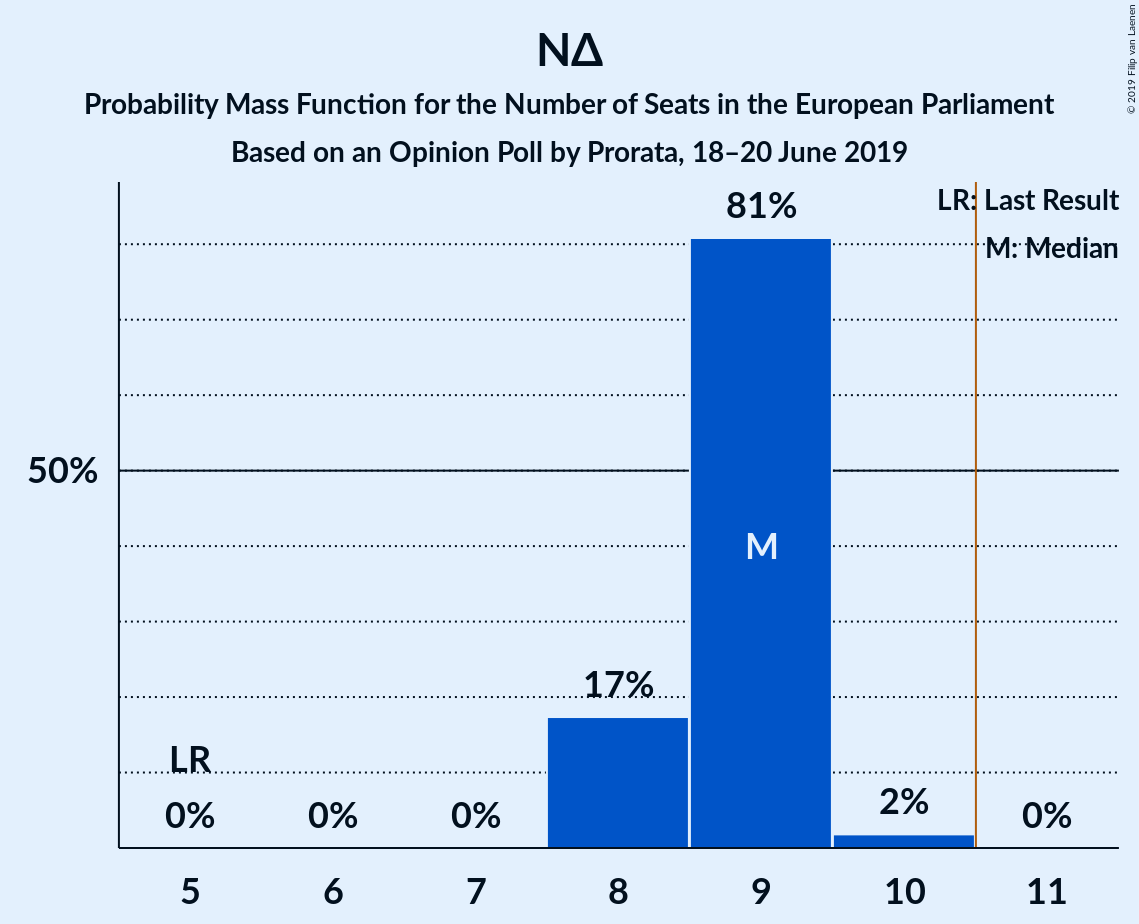 ΝΔ
Probability Mass Function for the Number of Seats in the European Parliament
Based on an Opinion Poll by Prorata, 18–20 June 2019
© 2019 Filip van Laenen
LR: Last Result
M: Median
81%
50%
M
17%
LR
0%
0%
0%
2%
0%
5
6
7
8
9
10
11